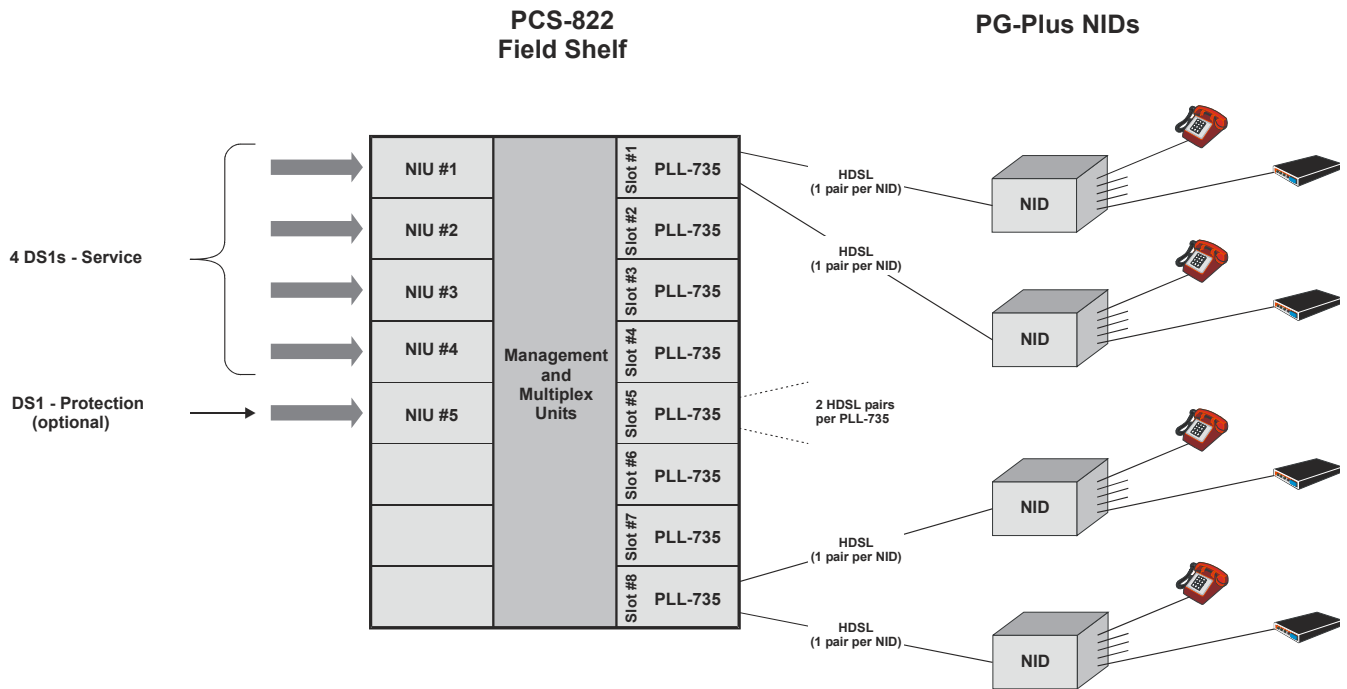 PCS-822
Field Shelf
PG-Plus NIDs
4 DS1s - Service
DS1 - Protection
(optional)
NIU #1
NIU #2
NIU #3
NIU #4
NIU #5
Management
and
Multiplex
Units
Slot #1
PLL-735
Slot #2
PLL-735
Slot #3
PLL-735
Slot #4
PLL-735
Slot #5
PLL-735
Slot #6
PLL-735
Slot #7
PLL-735
Slot #8
PLL-735
HDSL
(1 pair per NID)
HDSL
(1 pair per NID)
2 HDSL pairs
per PLL-735
HDSL
(1 pair per NID)
HDSL
(1 pair per NID)
NID
NID
NID
NID